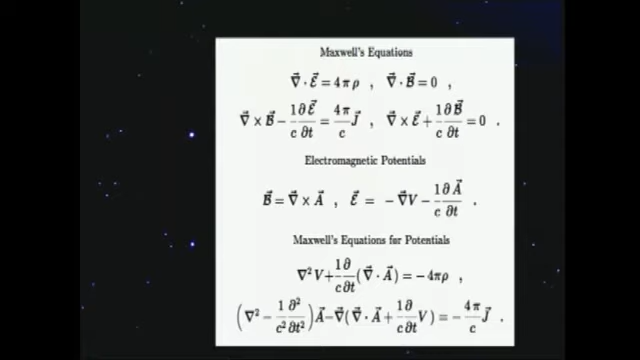 Maxwell's Equations
∇⃗ · ℰ⃗ = 4πρ , ∇⃗ · B⃗ = 0 ,
∇⃗ × B⃗ − 1/c ∂ℰ⃗/∂t = 4π/c J⃗ , ∇⃗ × ℰ⃗ + 1/c ∂B⃗/∂t = 0 .
Electromagnetic Potentials
B⃗ = ∇⃗ × A⃗ , ℰ⃗ = − ∇⃗V − 1/c ∂A⃗/∂t .
Maxwell's Equations for Potentials
∇²V + 1/c ∂/∂t (∇⃗ · A⃗) = −4πρ ,
(∇² − 1/c² ∂²/∂t²) A⃗ − ∇⃗(∇⃗ · A⃗ + 1/c ∂/∂t V) = − 4π/c J⃗ .